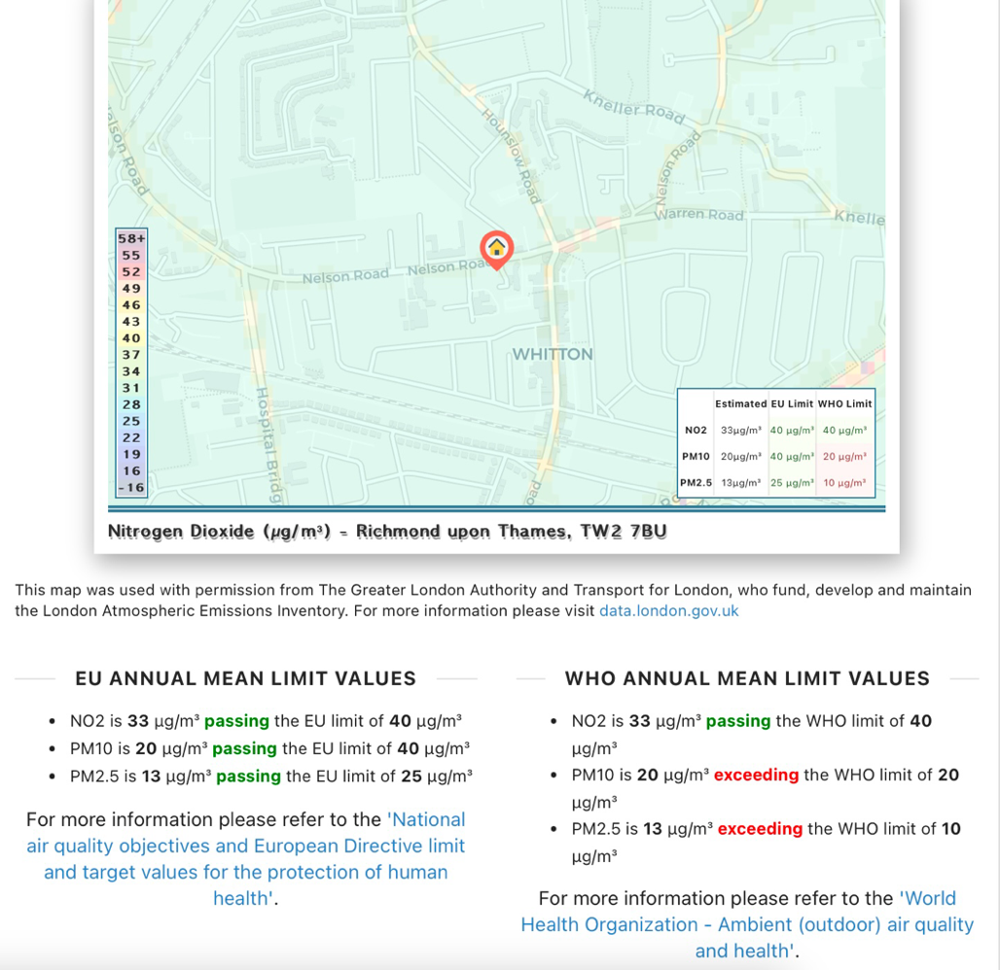 Kneller Road
Hounslow Road
elson Road
Nelson Road
Warren Road
Knelle
Nelson Road
Nelson Roa
WHITTON
Hospital Bridg
oad
58+
55
52
49
46
43
40
37
34
31
28
25
22
19
16
-16
Estimated EU Limit WHO Limit
NO2 33µg/m³ 40 µg/m³ 40 µg/m³
PM10 20µg/m³ 40 µg/m³ 20 µg/m³
PM2.5 13µg/m³ 25 µg/m³ 10 µg/m³
Nitrogen Dioxide (µg/m³) - Richmond upon Thames, TW2 7BU
This map was used with permission from The Greater London Authority and Transport for London, who fund, develop and maintain
the London Atmospheric Emissions Inventory. For more information please visit data.london.gov.uk
EU ANNUAL MEAN LIMIT VALUES
• NO2 is 33 µg/m³ passing the EU limit of 40 µg/m³
• PM10 is 20 µg/m³ passing the EU limit of 40 µg/m³
• PM2.5 is 13 µg/m³ passing the EU limit of 25 µg/m³
For more information please refer to the 'National
air quality objectives and European Directive limit
and target values for the protection of human
health'.
WHO ANNUAL MEAN LIMIT VALUES
• NO2 is 33 µg/m³ passing the WHO limit of 40
µg/m³
• PM10 is 20 µg/m³ exceeding the WHO limit of 20
µg/m³
• PM2.5 is 13 µg/m³ exceeding the WHO limit of 10
µg/m³
For more information please refer to the 'World
Health Organization - Ambient (outdoor) air quality
and health'.